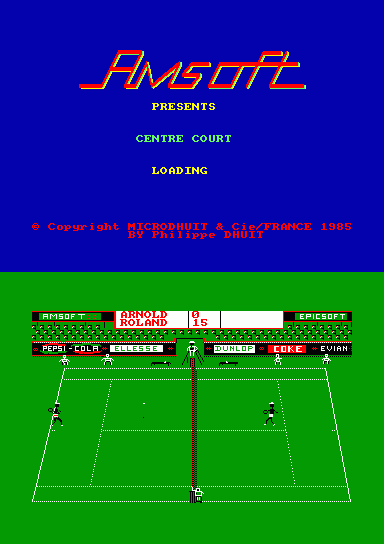 Amsoft
PRESENTS
CENTRE COURT
LOADING
© Copyright MICRODHUIT & Cie/FRANCE 1985
BY Philippe DHUIT
AMSOFT ARNOLD 0 EPICSOFT
ROLAND 15
PEPSI-COLA ELLESSE DUNLOP COKE EVIAN